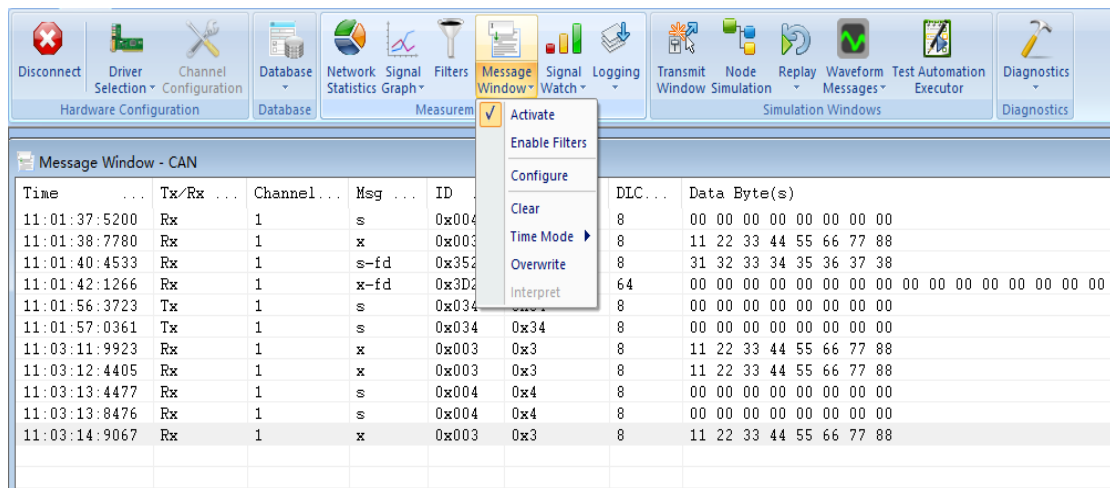 Disconnect Driver Selection Channel Configuration Database Network Statistics Signal Graph Filters Message Window Signal Watch Logging Transmit Window Node Simulation Replay Waveform Messages Test Automation Executor Diagnostics
Hardware Configuration Database Measurem Simulation Windows Diagnostics
Activate
Enable Filters
Configure
Clear
Time Mode
Overwrite
Interpret
Message Window - CAN
Time ... Tx/Rx ... Channel... Msg ... ID . DLC... Data Byte(s)
11:01:37:5200 Rx 1 s 0x004 8 00 00 00 00 00 00 00 00
11:01:38:7780 Rx 1 x 0x003 8 11 22 33 44 55 66 77 88
11:01:40:4533 Rx 1 s-fd 0x352 8 31 32 33 34 35 36 37 38
11:01:42:1266 Rx 1 x-fd 0x3D2 64 00 00 00 00 00 00 00 00 00 00 00 00 00 00 00 00
11:01:56:3723 Tx 1 s 0x034 8 00 00 00 00 00 00 00 00
11:01:57:0361 Tx 1 s 0x034 0x34 8 00 00 00 00 00 00 00 00
11:03:11:9923 Rx 1 x 0x003 0x3 8 11 22 33 44 55 66 77 88
11:03:12:4405 Rx 1 x 0x003 0x3 8 11 22 33 44 55 66 77 88
11:03:13:4477 Rx 1 s 0x004 0x4 8 00 00 00 00 00 00 00 00
11:03:13:8476 Rx 1 s 0x004 0x4 8 00 00 00 00 00 00 00 00
11:03:14:9067 Rx 1 x 0x003 0x3 8 11 22 33 44 55 66 77 88